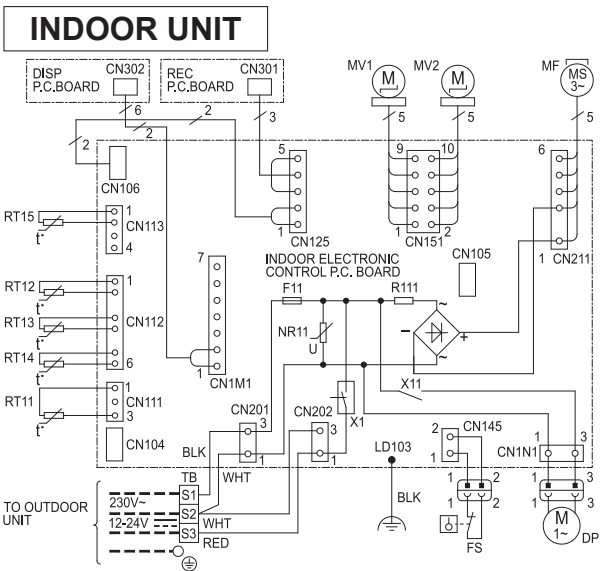 INDOOR UNIT
DISP
P.C.BOARD
CN302
REC
P.C.BOARD
CN301
MV1
M
MV2
M
MF
MS
3~
6
2
3
5
5
5
2
2
CN106
5
1
CN125
9
10
1
2
CN151
6
1
CN211
RT15
t°
1
4
CN113
INDOOR ELECTRONIC
CONTROL P.C. BOARD
CN105
7
1
CN1M1
F11
R111
~
NR11
U
−
+
~
RT12
t°
RT13
t°
RT14
t°
1
6
CN112
X11
RT11
t°
1
3
CN111
CN104
CN201
3
1
CN202
3
1
X1
CN145
2
1
LD103
CN1N1
1
3
BLK
WHT
TB
S1
S2
S3
TO OUTDOOR
UNIT
230V~
12-24V
WHT
RED
BLK
1
2
1
2
FS
1
3
1
3
M
1~
DP